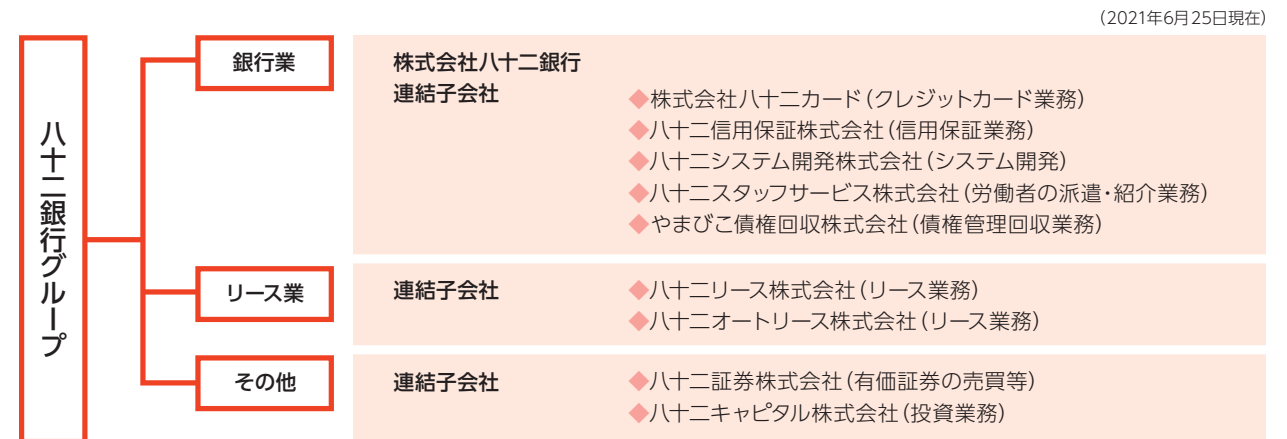 (2021年6月25日現在)
八十二銀行グループ
銀行業
株式会社八十二銀行
連結子会社
◆株式会社八十二カード(クレジットカード業務)
◆八十二信用保証株式会社(信用保証業務)
◆八十二システム開発株式会社(システム開発)
◆八十二スタッフサービス株式会社(労働者の派遣・紹介業務)
◆やまびこ債権回収株式会社(債権管理回収業務)
リース業
連結子会社
◆八十二リース株式会社(リース業務)
◆八十二オートリース株式会社(リース業務)
その他
連結子会社
◆八十二証券株式会社(有価証券の売買等)
◆八十二キャピタル株式会社(投資業務)